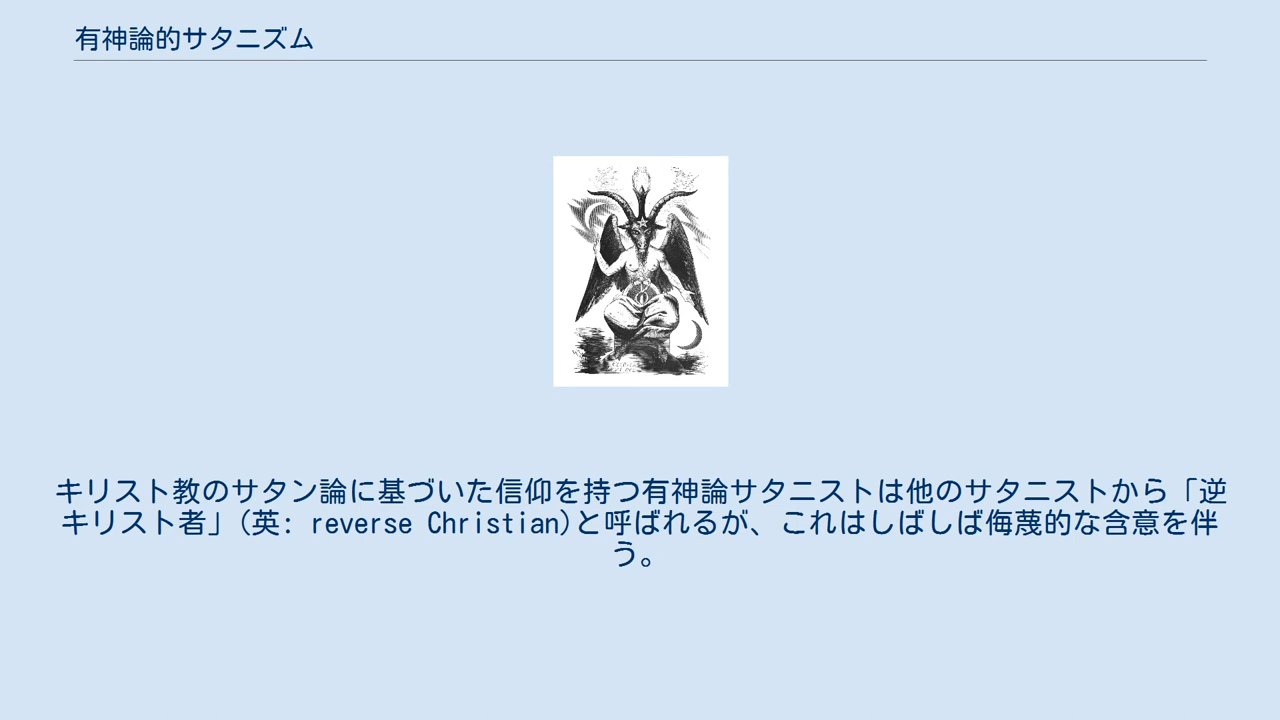 有神論的サタニズム
キリスト教のサタン論に基づいた信仰を持つ有神論サタニストは他のサタニストから「逆
キリスト者」(英: reverse Christian)と呼ばれるが、これはしばしば侮蔑的な含意を伴
う。